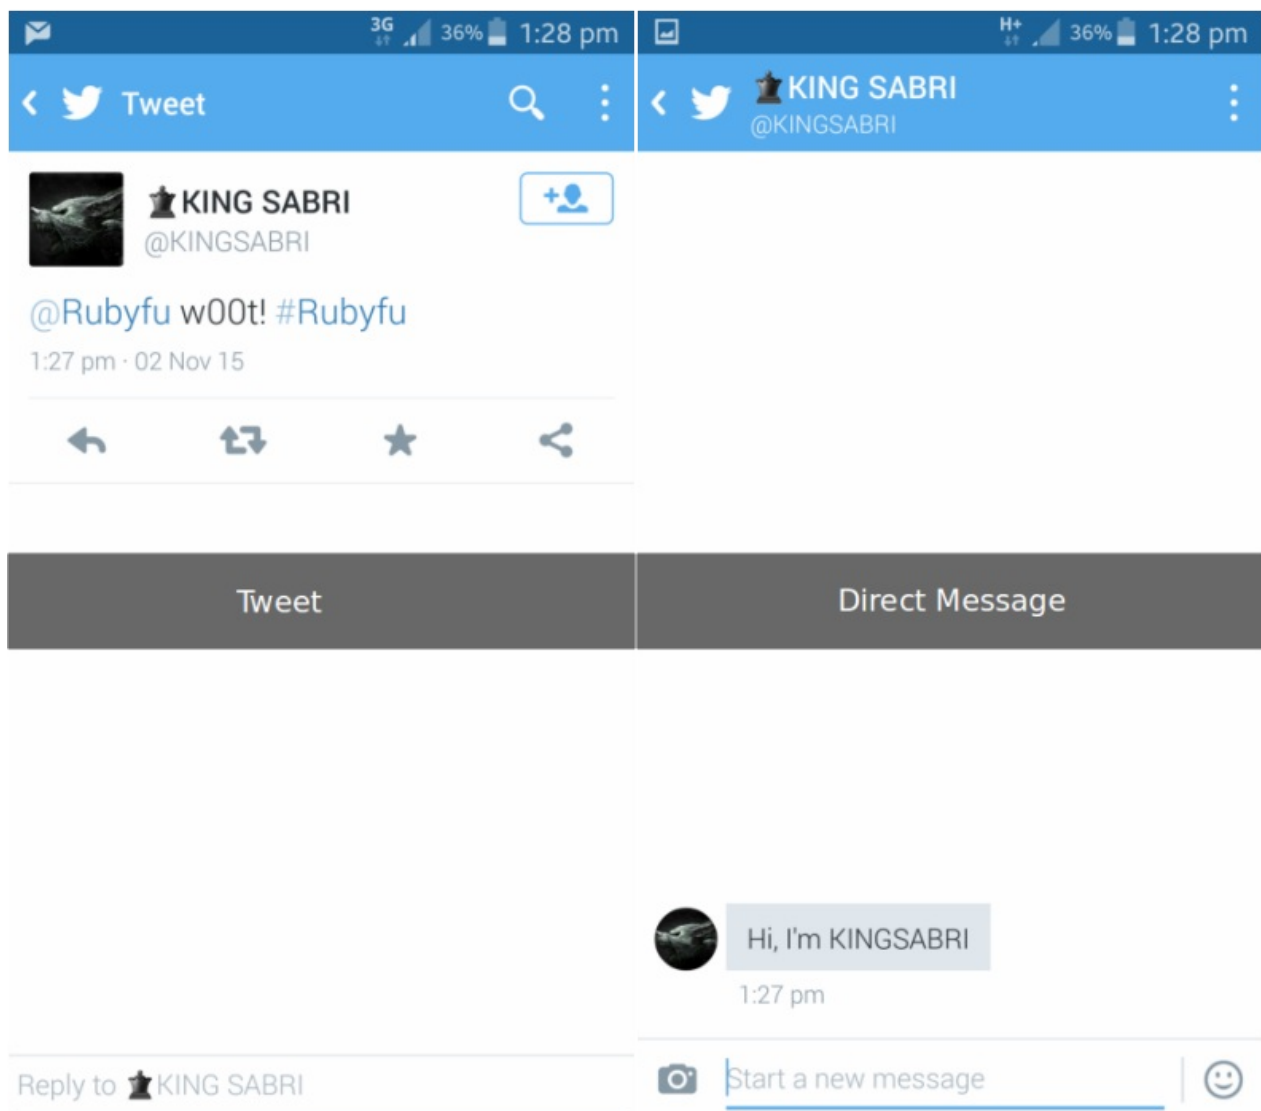 3G 36% 1:28 pm
Tweet
KING SABRI
@KINGSABRI
@Rubyfu w00t! #Rubyfu
1:27 pm · 02 Nov 15
Tweet
Reply to KING SABRI
H+ 36% 1:28 pm
KING SABRI
@KINGSABRI
Direct Message
Hi, I'm KINGSABRI
1:27 pm
Start a new message